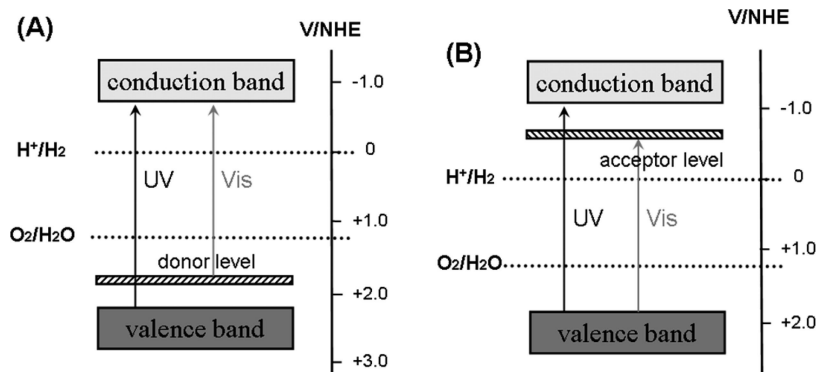 (A)
V/NHE
conduction band
-1.0
H⁺/H₂
0
UV
Vis
+1.0
O₂/H₂O
donor level
+2.0
valence band
+3.0
(B)
V/NHE
conduction band
-1.0
acceptor level
H⁺/H₂
0
UV
Vis
+1.0
O₂/H₂O
valence band
+2.0